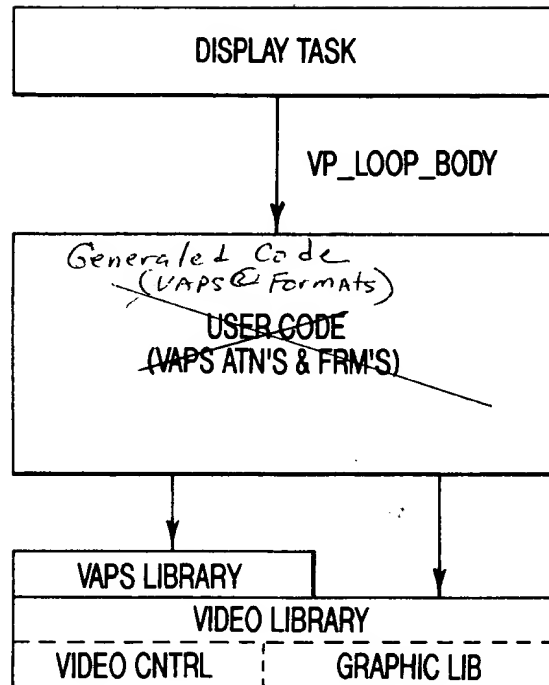 DISPLAY TASK
VP_LOOP_BODY
Generaled Code
(VAPS© Formats)
USER CODE
(VAPS ATN'S & FRM'S)
VAPS LIBRARY
VIDEO LIBRARY
VIDEO CNTRL GRAPHIC LIB